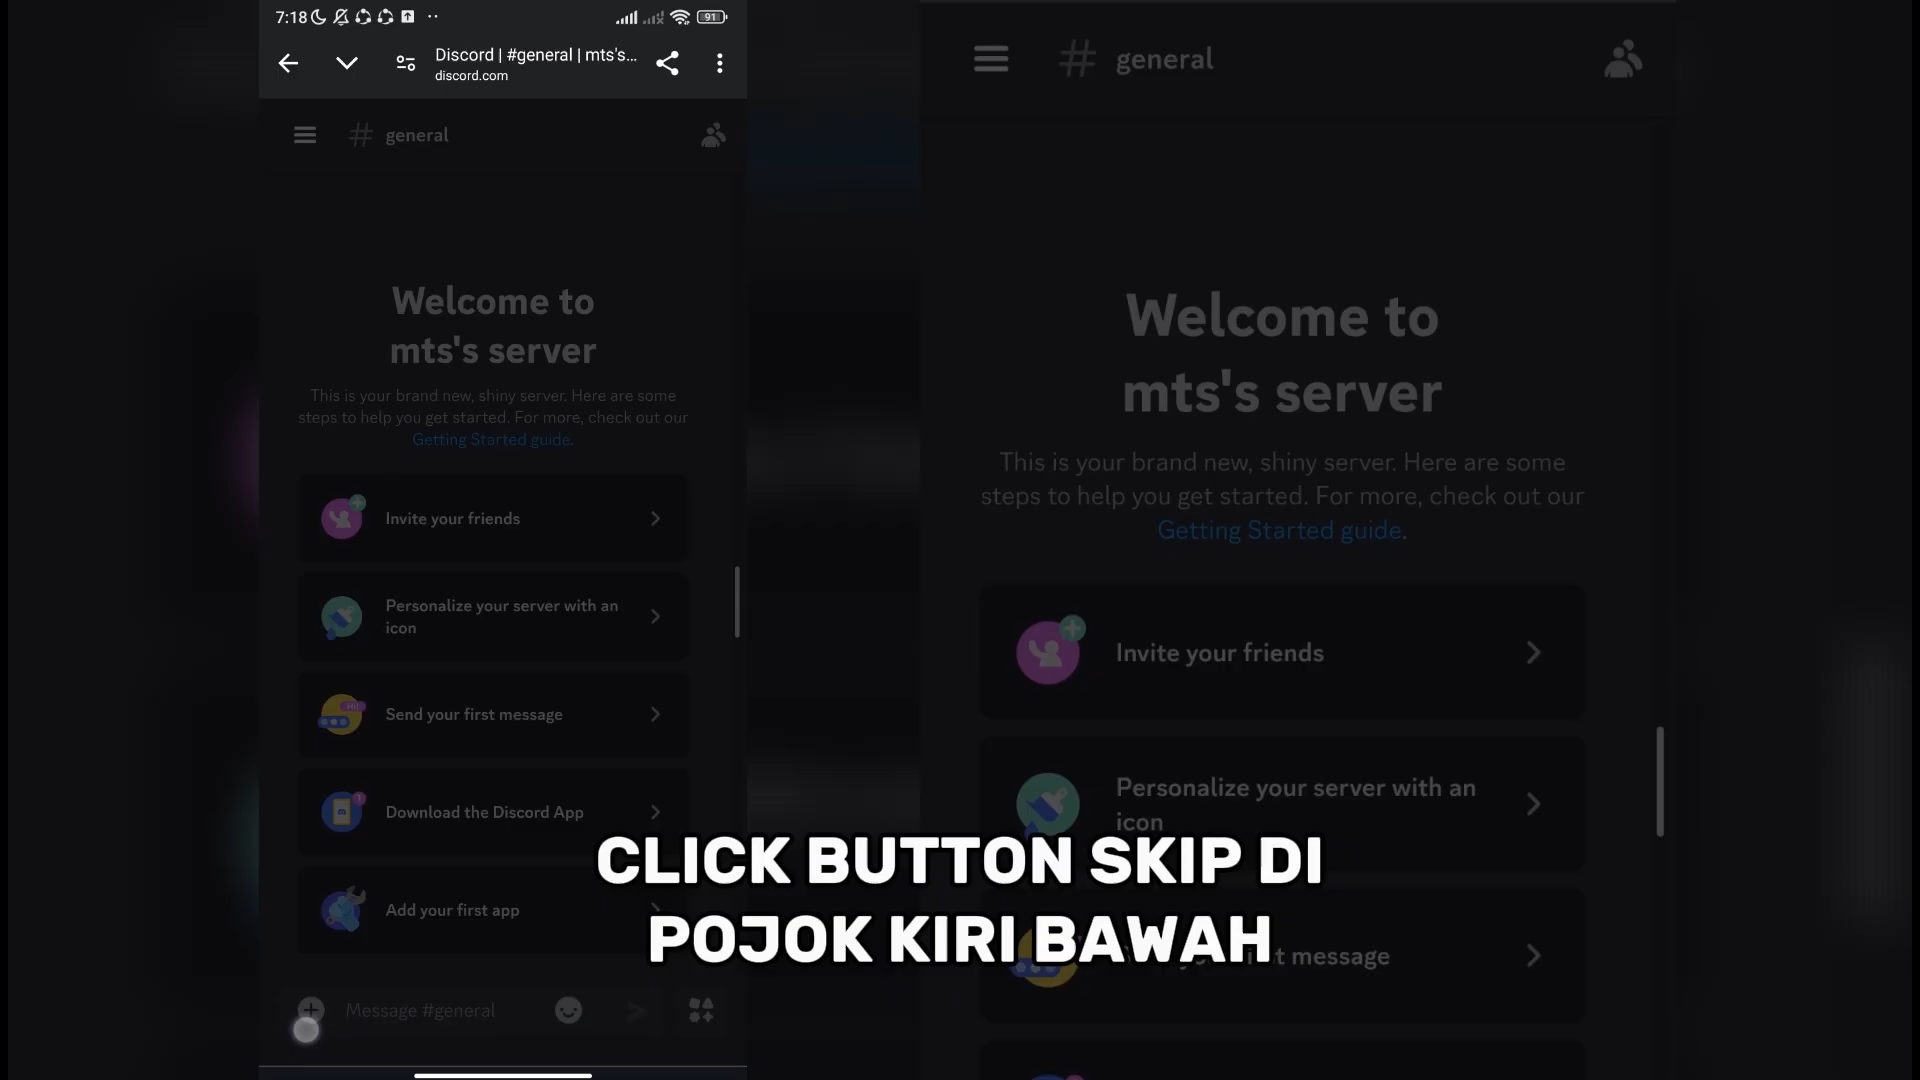 7:18
91
Discord | #general | mts's...
discord.com
general
Welcome to
mts's server
This is your brand new, shiny server. Here are some
steps to help you get started. For more, check out our
Getting Started guide.
Invite your friends
Personalize your server with an
icon
Send your first message
Download the Discord App
Add your first app
Message #general
general
Welcome to
mts's server
This is your brand new, shiny server. Here are some
steps to help you get started. For more, check out our
Getting Started guide.
Invite your friends
Personalize your server with an
icon
t message
CLICK BUTTON SKIP DI
POJOK KIRI BAWAH